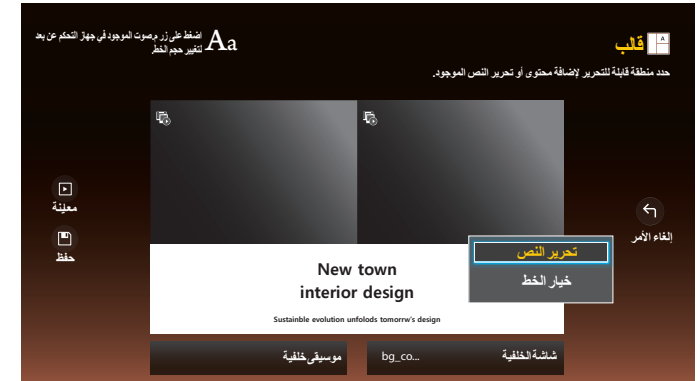 قالب
حدد منطقة قابلة للتحرير لإضافة محتوى أو تحرير النص الموجود.
Aa
اضغط على زر م.صوت الموجود في جهاز التحكم عن بعد
لتغيير حجم الخط.
إلغاء الأمر
معاينة
حفظ
تحرير النص
خيار الخط
New town
interior design
Sustainble evolution unfolods tomorrw's design
شاشة الخلفية bg_co...
موسيقى خلفية